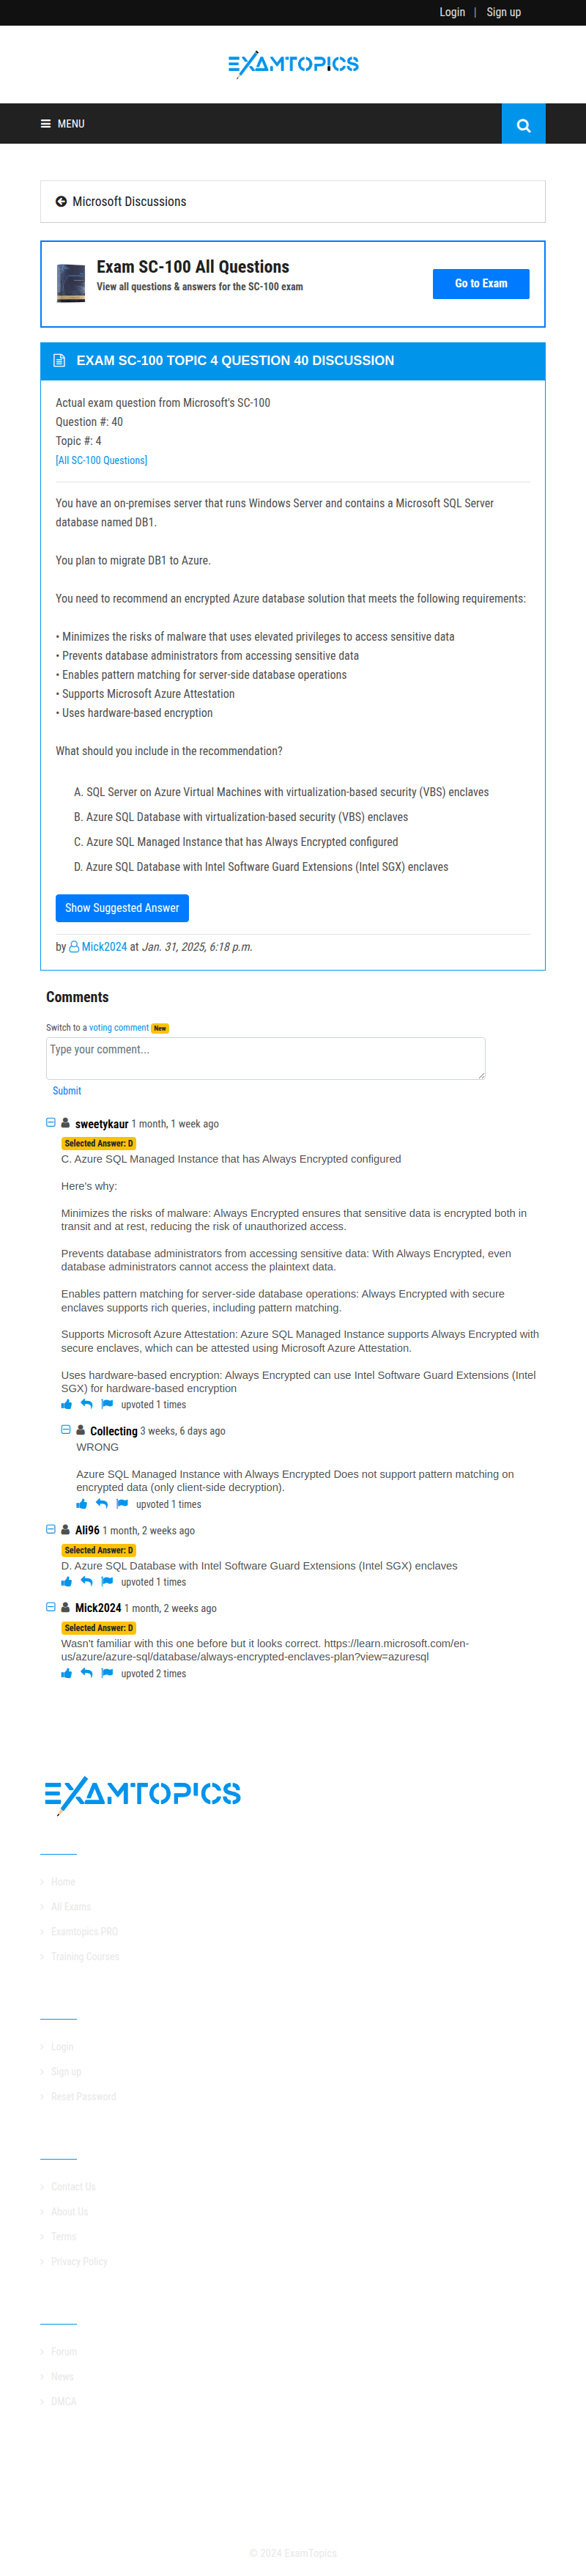 Login | Sign up
EXAMTOPICS
MENU
Microsoft Discussions
Exam SC-100 All Questions
View all questions & answers for the SC-100 exam
Go to Exam
EXAM SC-100 TOPIC 4 QUESTION 40 DISCUSSION
Actual exam question from Microsoft's SC-100
Question #: 40
Topic #: 4
[All SC-100 Questions]
You have an on-premises server that runs Windows Server and contains a Microsoft SQL Server
database named DB1.
You plan to migrate DB1 to Azure.
You need to recommend an encrypted Azure database solution that meets the following requirements:
• Minimizes the risks of malware that uses elevated privileges to access sensitive data
• Prevents database administrators from accessing sensitive data
• Enables pattern matching for server-side database operations
• Supports Microsoft Azure Attestation
• Uses hardware-based encryption
What should you include in the recommendation?
A. SQL Server on Azure Virtual Machines with virtualization-based security (VBS) enclaves
B. Azure SQL Database with virtualization-based security (VBS) enclaves
C. Azure SQL Managed Instance that has Always Encrypted configured
D. Azure SQL Database with Intel Software Guard Extensions (Intel SGX) enclaves
Show Suggested Answer
by Mick2024 at Jan. 31, 2025, 6:18 p.m.
Comments
Switch to a voting comment New
Type your comment...
Submit
sweetykaur 1 month, 1 week ago
Selected Answer: D
C. Azure SQL Managed Instance that has Always Encrypted configured
Here's why:
Minimizes the risks of malware: Always Encrypted ensures that sensitive data is encrypted both in
transit and at rest, reducing the risk of unauthorized access.
Prevents database administrators from accessing sensitive data: With Always Encrypted, even
database administrators cannot access the plaintext data.
Enables pattern matching for server-side database operations: Always Encrypted with secure
enclaves supports rich queries, including pattern matching.
Supports Microsoft Azure Attestation: Azure SQL Managed Instance supports Always Encrypted with
secure enclaves, which can be attested using Microsoft Azure Attestation.
Uses hardware-based encryption: Always Encrypted can use Intel Software Guard Extensions (Intel
SGX) for hardware-based encryption
upvoted 1 times
Collecting 3 weeks, 6 days ago
WRONG
Azure SQL Managed Instance with Always Encrypted Does not support pattern matching on
encrypted data (only client-side decryption).
upvoted 1 times
Ali96 1 month, 2 weeks ago
Selected Answer: D
D. Azure SQL Database with Intel Software Guard Extensions (Intel SGX) enclaves
upvoted 1 times
Mick2024 1 month, 2 weeks ago
Selected Answer: D
Wasn't familiar with this one before but it looks correct. https://learn.microsoft.com/en-
us/azure/azure-sql/database/always-encrypted-enclaves-plan?view=azuresql
upvoted 2 times
EXAMTOPICS
Home
All Exams
Examtopics PRO
Training Courses
Login
Sign up
Reset Password
Contact Us
About Us
Terms
Privacy Policy
Forum
News
DMCA
© 2024 ExamTopics